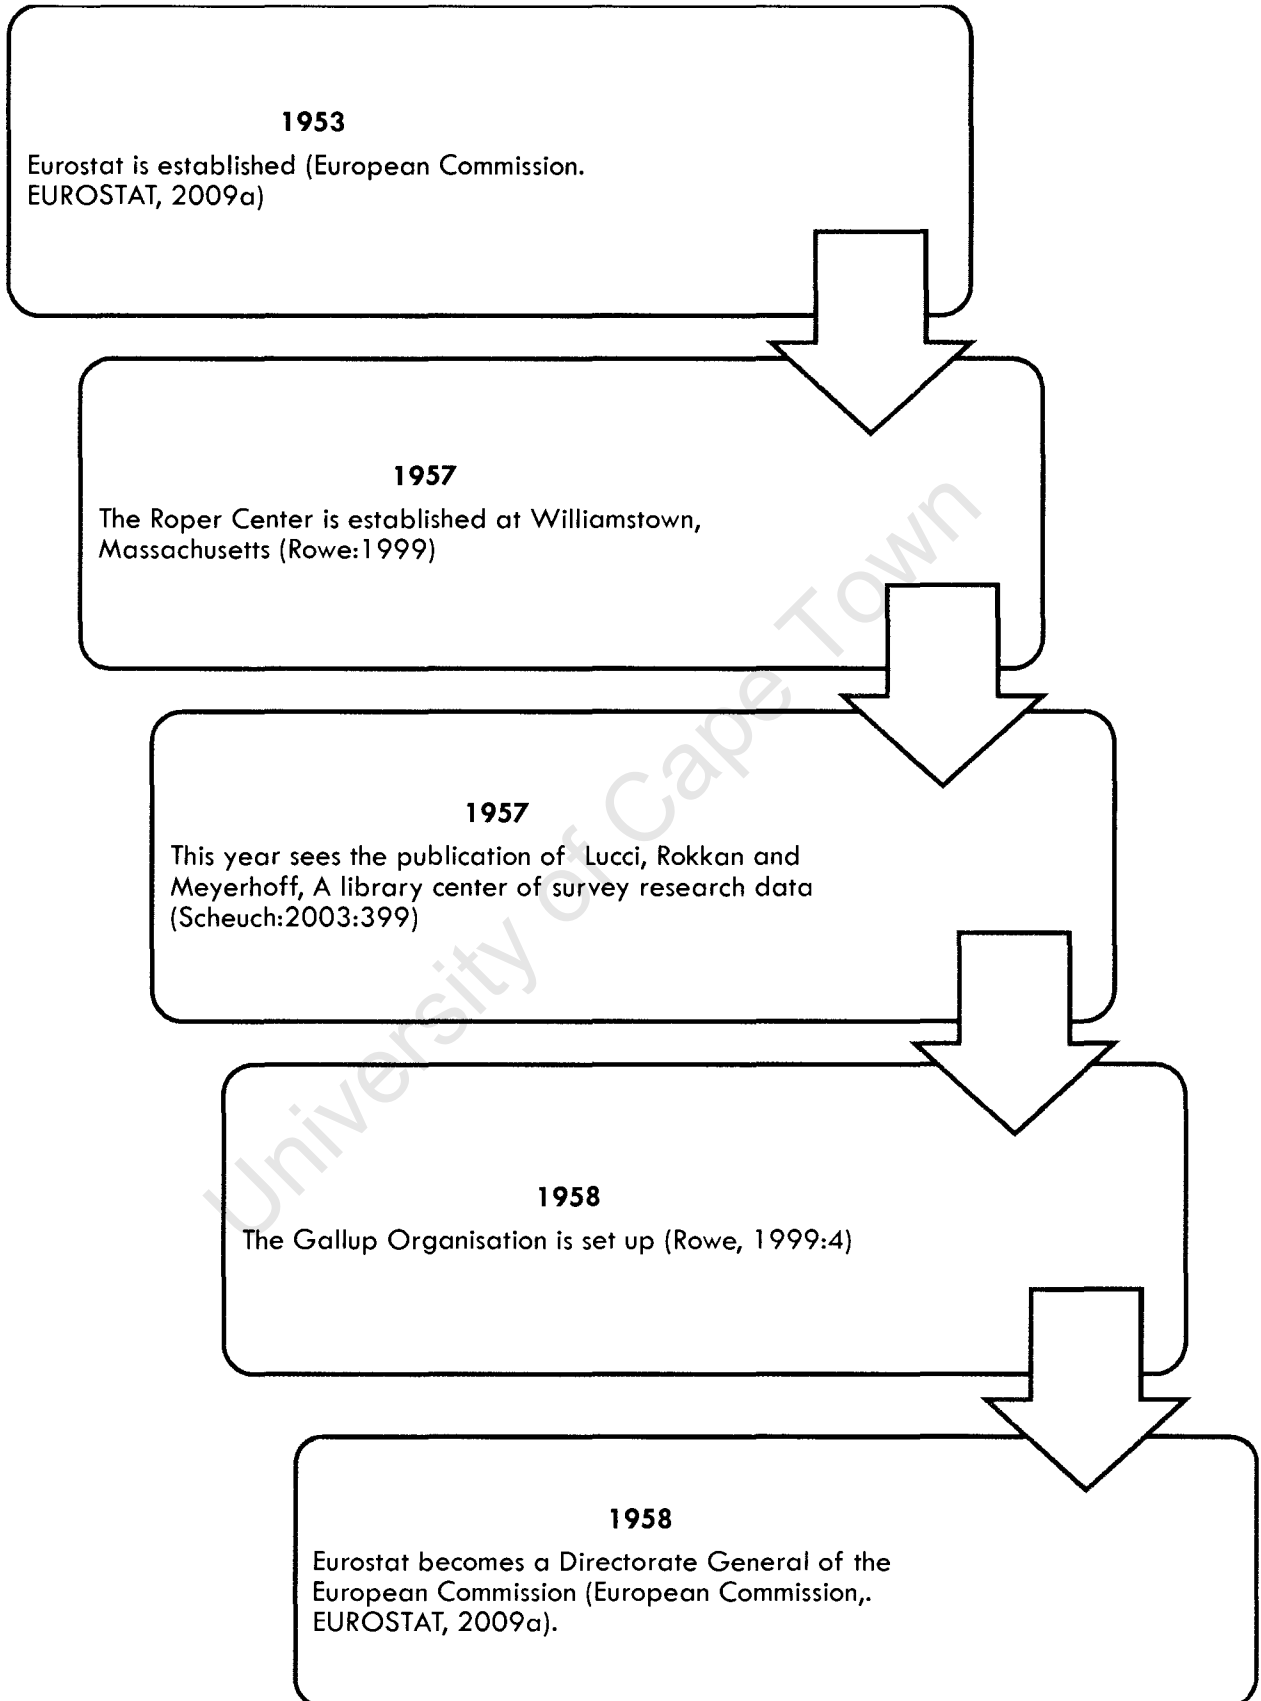 1953
Eurostat is established (European Commission.
EUROSTAT, 2009a)
1957
The Roper Center is established at Williamstown,
Massachusetts (Rowe:1999)
1957
This year sees the publication of  Lucci, Rokkan and
Meyerhoff, A library center of survey research data
(Scheuch:2003:399)
1958
The Gallup Organisation is set up (Rowe, 1999:4)
1958
Eurostat becomes a Directorate General of the
European Commission (European Commission,.
EUROSTAT, 2009a).
University of Cape Town